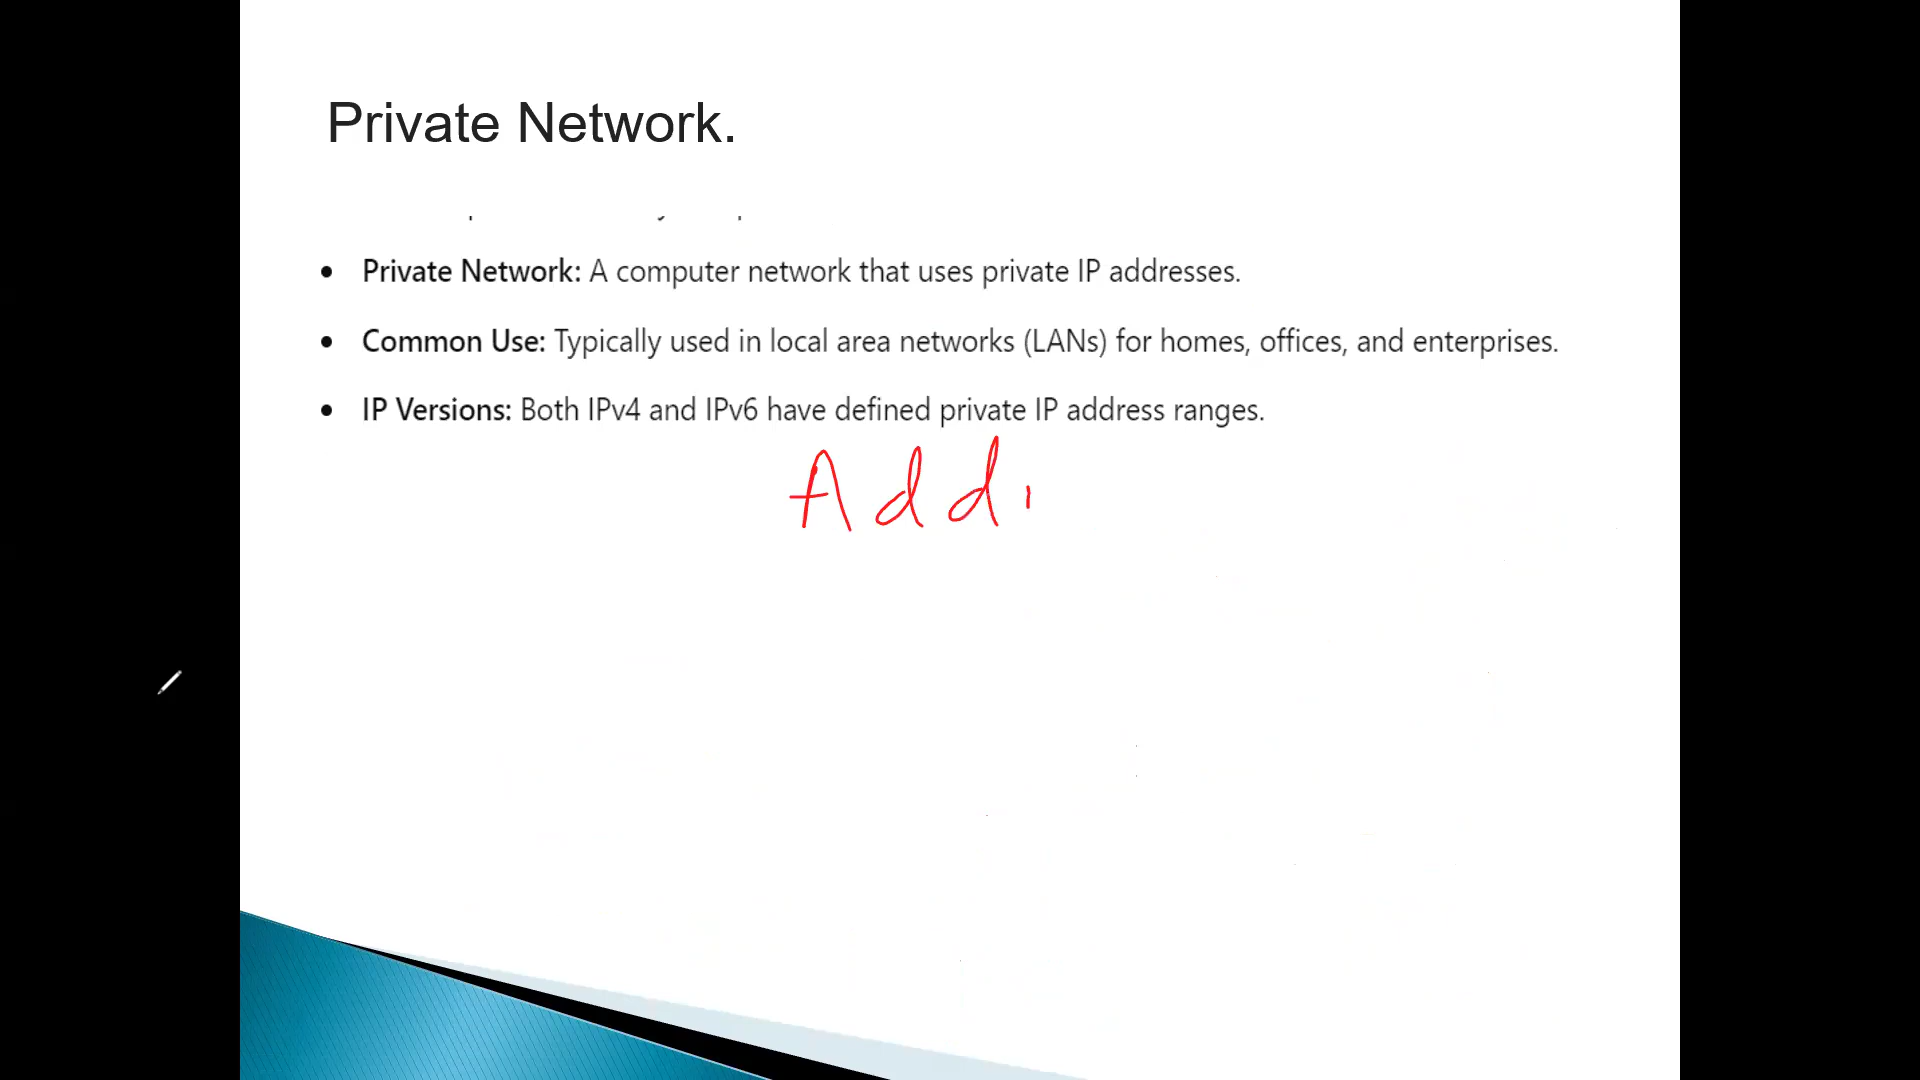 Private Network.
• Private Network: A computer network that uses private IP addresses.
• Common Use: Typically used in local area networks (LANs) for homes, offices, and enterprises.
• IP Versions: Both IPv4 and IPv6 have defined private IP address ranges.
Add